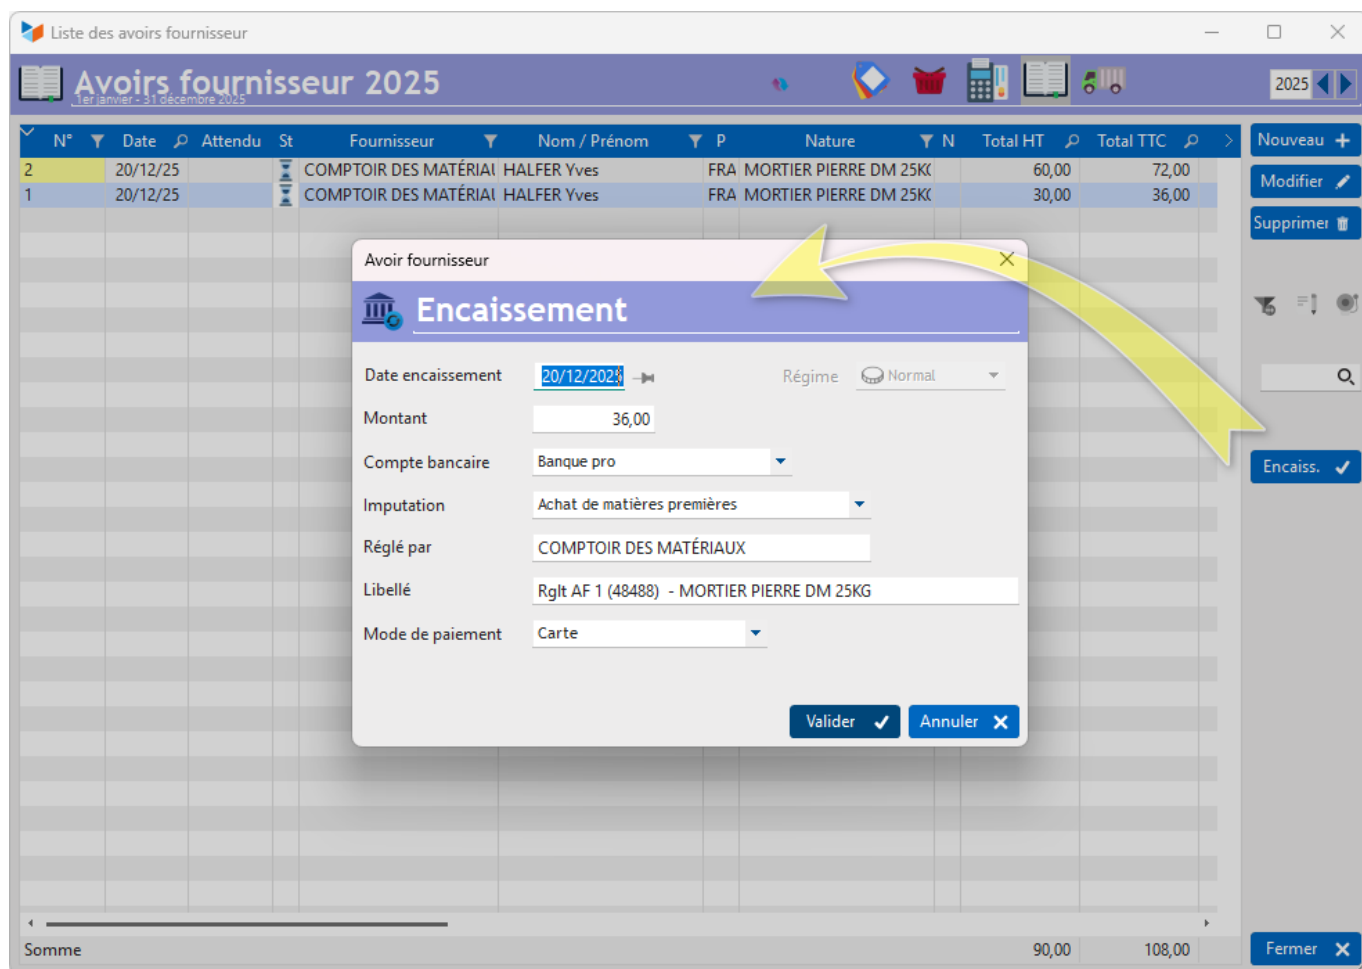 Liste des avoirs fournisseur
Avoirs fournisseur 2025
1er janvier - 31 décembre 2025
2025
N° Date Attendu St Fournisseur Nom / Prénom P Nature N Total HT Total TTC
Nouveau
2 20/12/25 COMPTOIR DES MATÉRIAU HALFER Yves FRA MORTIER PIERRE DM 25KG 60,00 72,00
1 20/12/25 COMPTOIR DES MATÉRIAU HALFER Yves FRA MORTIER PIERRE DM 25KG 30,00 36,00
Modifier
Supprimer
Avoir fournisseur
Encaissement
Date encaissement 20/12/2025 Régime Normal
Montant 36,00
Compte bancaire Banque pro
Encaiss.
Imputation Achat de matières premières
Réglé par COMPTOIR DES MATÉRIAUX
Libellé Rglt AF 1 (48488) - MORTIER PIERRE DM 25KG
Mode de paiement Carte
Valider Annuler
Somme 90,00 108,00
Fermer